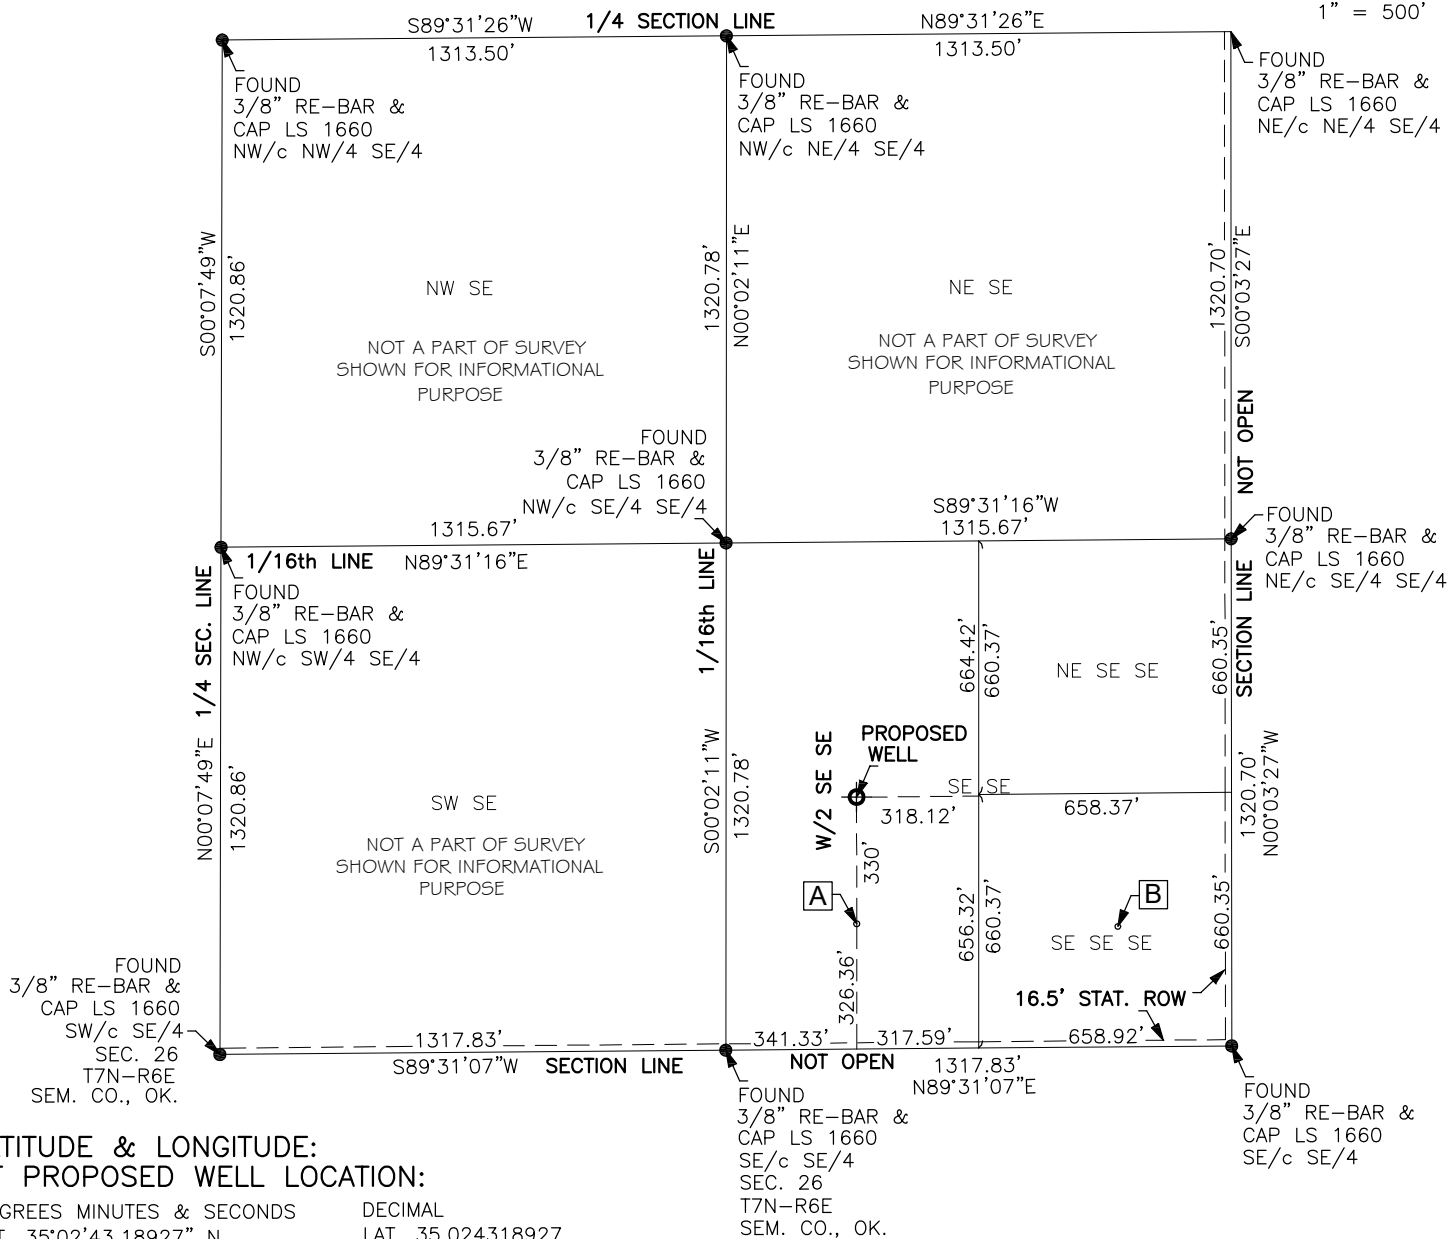 1" = 500'
S89°31'26"W
1/4 SECTION LINE
N89°31'26"E
1313.50'
1313.50'
FOUND
3/8" RE-BAR &
CAP LS 1660
NW/c NW/4 SE/4
FOUND
3/8" RE-BAR &
CAP LS 1660
NW/c NE/4 SE/4
FOUND
3/8" RE-BAR &
CAP LS 1660
NE/c NE/4 SE/4
S00°07'49"W
1320.86'
1320.78'
N00°02'11"E
1320.70'
S00°03'27"E
NW SE
NOT A PART OF SURVEY
SHOWN FOR INFORMATIONAL
PURPOSE
NE SE
NOT A PART OF SURVEY
SHOWN FOR INFORMATIONAL
PURPOSE
NOT OPEN
FOUND
3/8" RE-BAR &
CAP LS 1660
NW/c SE/4 SE/4
S89°31'16"W
1315.67'
1315.67'
1/16th LINE
N89°31'16"E
FOUND
3/8" RE-BAR &
CAP LS 1660
NE/c SE/4 SE/4
FOUND
3/8" RE-BAR &
CAP LS 1660
NW/c SW/4 SE/4
1/4 SEC. LINE
1/16th LINE
SECTION LINE
664.42'
660.37'
660.35'
NE SE SE
PROPOSED
WELL
W/2 SE SE
SE SE
318.12'
658.37'
N00°07'49"E
1320.86'
S00°02'11"W
1320.78'
1320.70'
N00°03'27"W
SW SE
NOT A PART OF SURVEY
SHOWN FOR INFORMATIONAL
PURPOSE
330'
A
B
656.32'
660.37'
660.35'
SE SE SE
326.36'
16.5' STAT. ROW
FOUND
3/8" RE-BAR &
CAP LS 1660
SW/c SE/4
SEC. 26
T7N-R6E
SEM. CO., OK.
1317.83'
S89°31'07"W
SECTION LINE
341.33'
317.59'
658.92'
NOT OPEN
1317.83'
N89°31'07"E
FOUND
3/8" RE-BAR &
CAP LS 1660
SE/c SE/4
SEC. 26
T7N-R6E
SEM. CO., OK.
FOUND
3/8" RE-BAR &
CAP LS 1660
SE/c SE/4
TITUDE & LONGITUDE:
T PROPOSED WELL LOCATION:
GREES MINUTES & SECONDS
DECIMAL
T. 35°02'43.18927" N
LAT. 35.024318927